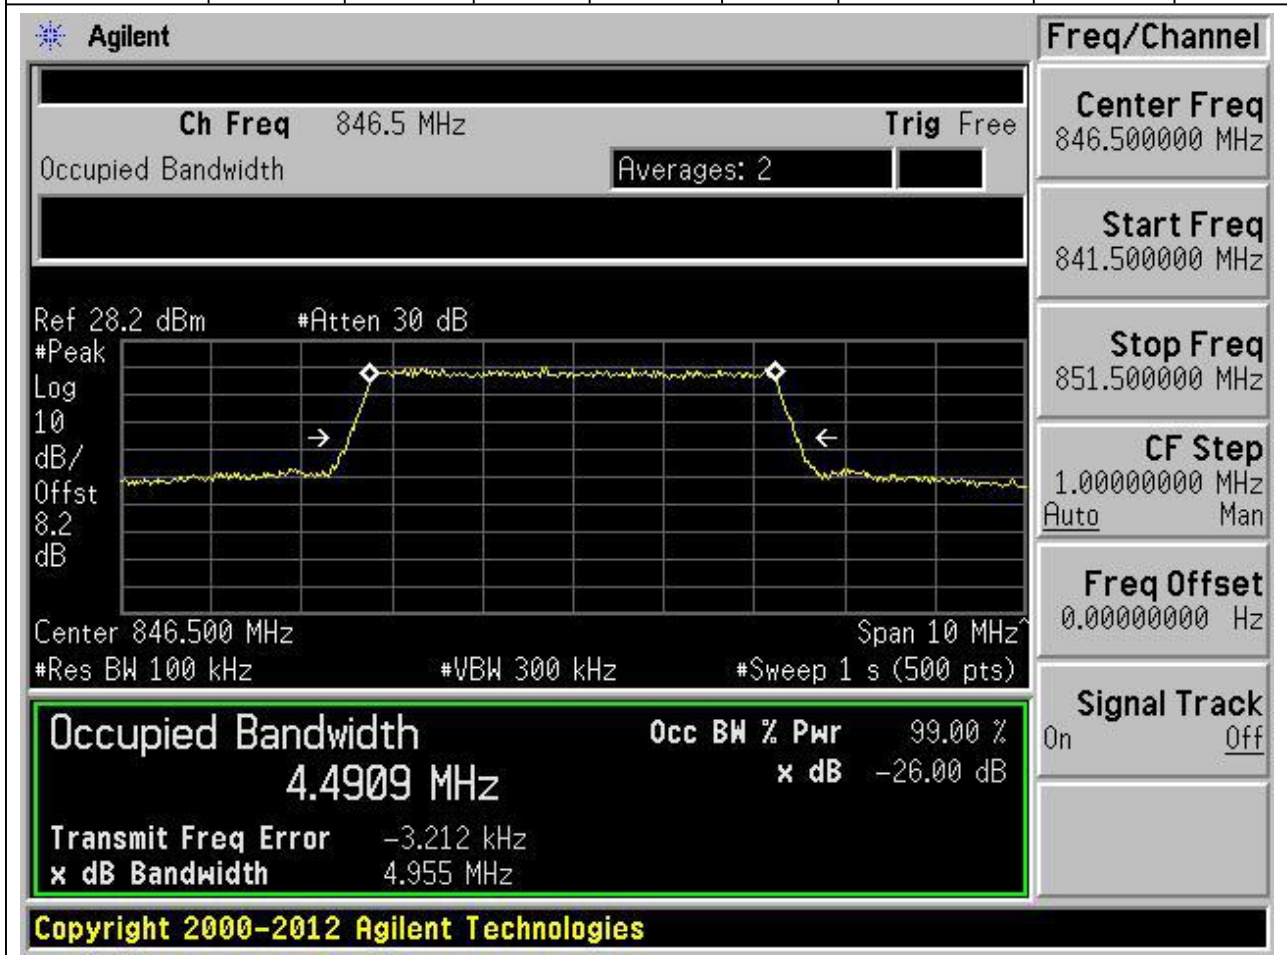 Agilent
Ch Freq 846.5 MHz Trig Free
Occupied Bandwidth Averages: 2
Ref 28.2 dBm #Atten 30 dB
#Peak
Log
10
dB/
Offst
8.2
dB
Center 846.500 MHz Span 10 MHz^
#Res BW 100 kHz #VBW 300 kHz #Sweep 1 s (500 pts)
Occupied Bandwidth Occ BW % Pwr 99.00 %
4.4909 MHz x dB -26.00 dB
Transmit Freq Error -3.212 kHz
x dB Bandwidth 4.955 MHz
Copyright 2000-2012 Agilent Technologies
Freq/Channel
Center Freq
846.500000 MHz
Start Freq
841.500000 MHz
Stop Freq
851.500000 MHz
CF Step
1.00000000 MHz
Auto Man
Freq Offset
0.00000000 Hz
Signal Track
On Off